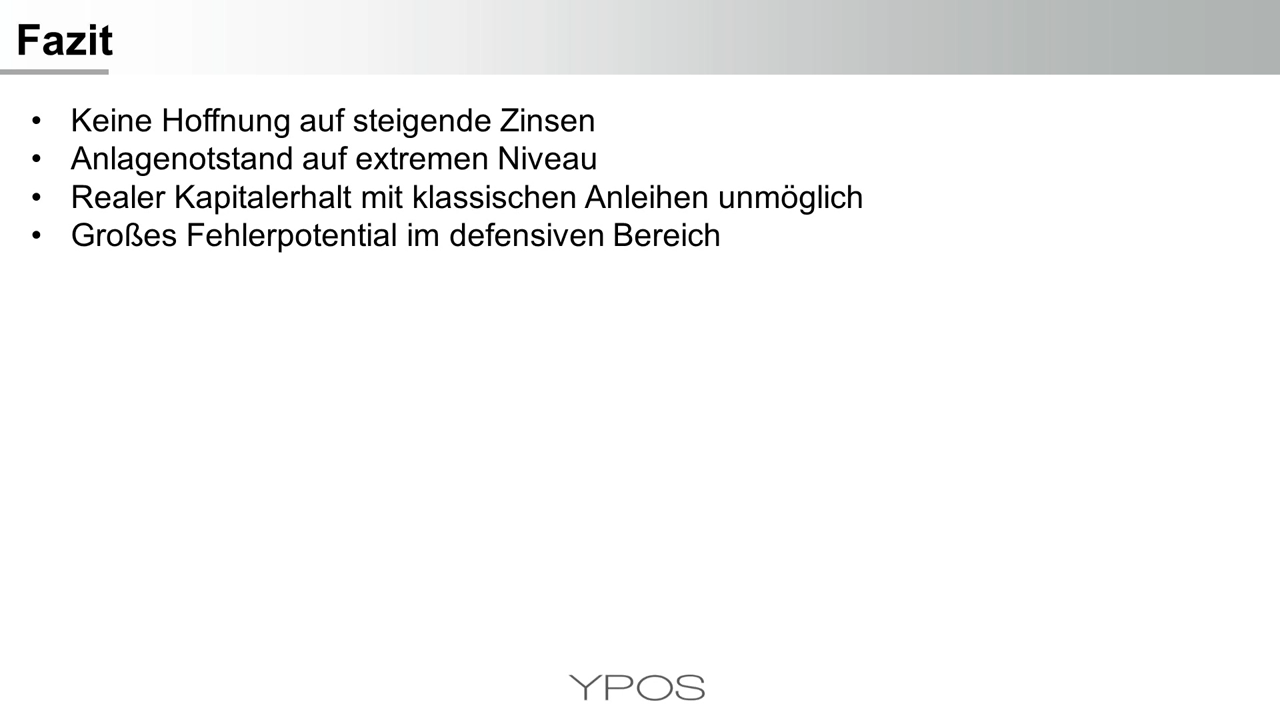 Fazit
• Keine Hoffnung auf steigende Zinsen
• Anlagenotstand auf extremen Niveau
• Realer Kapitalerhalt mit klassischen Anleihen unmöglich
• Großes Fehlerpotential im defensiven Bereich
YPOS